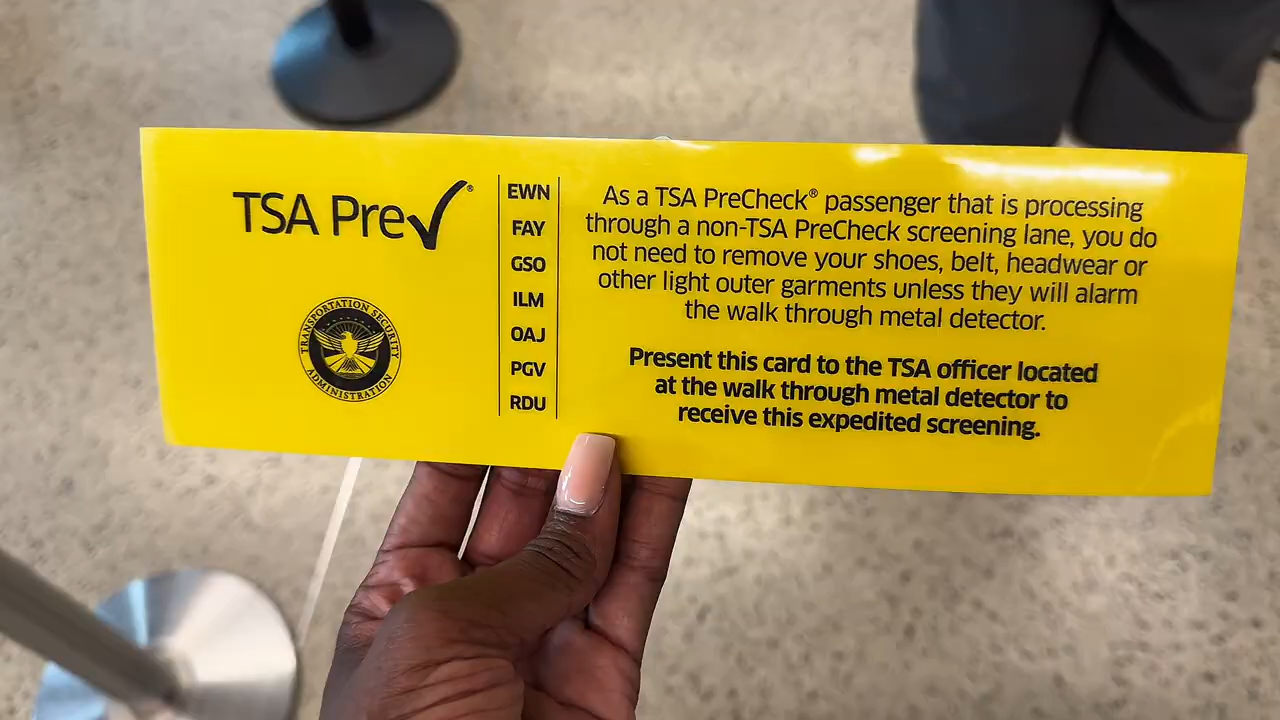 TSA Pre✓®
TRANSPORTATION SECURITY
ADMINISTRATION
EWN
FAY
GSO
ILM
OAJ
PGV
RDU
As a TSA PreCheck® passenger that is processing
through a non-TSA PreCheck screening lane, you do
not need to remove your shoes, belt, headwear or
other light outer garments unless they will alarm
the walk through metal detector.
Present this card to the TSA officer located
at the walk through metal detector to
receive this expedited screening.